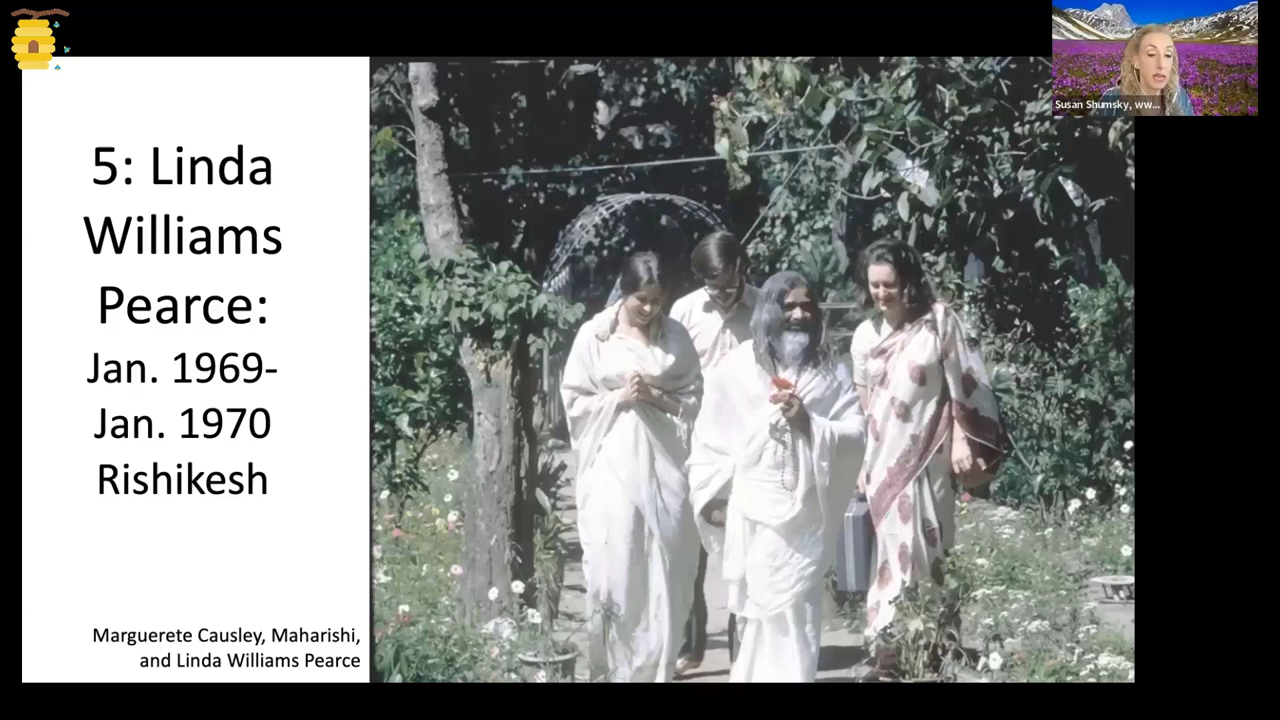 5: Linda
Williams
Pearce:
Jan. 1969-
Jan. 1970
Rishikesh
Marguerete Causley, Maharishi,
and Linda Williams Pearce
Susan Shumsky, ww...